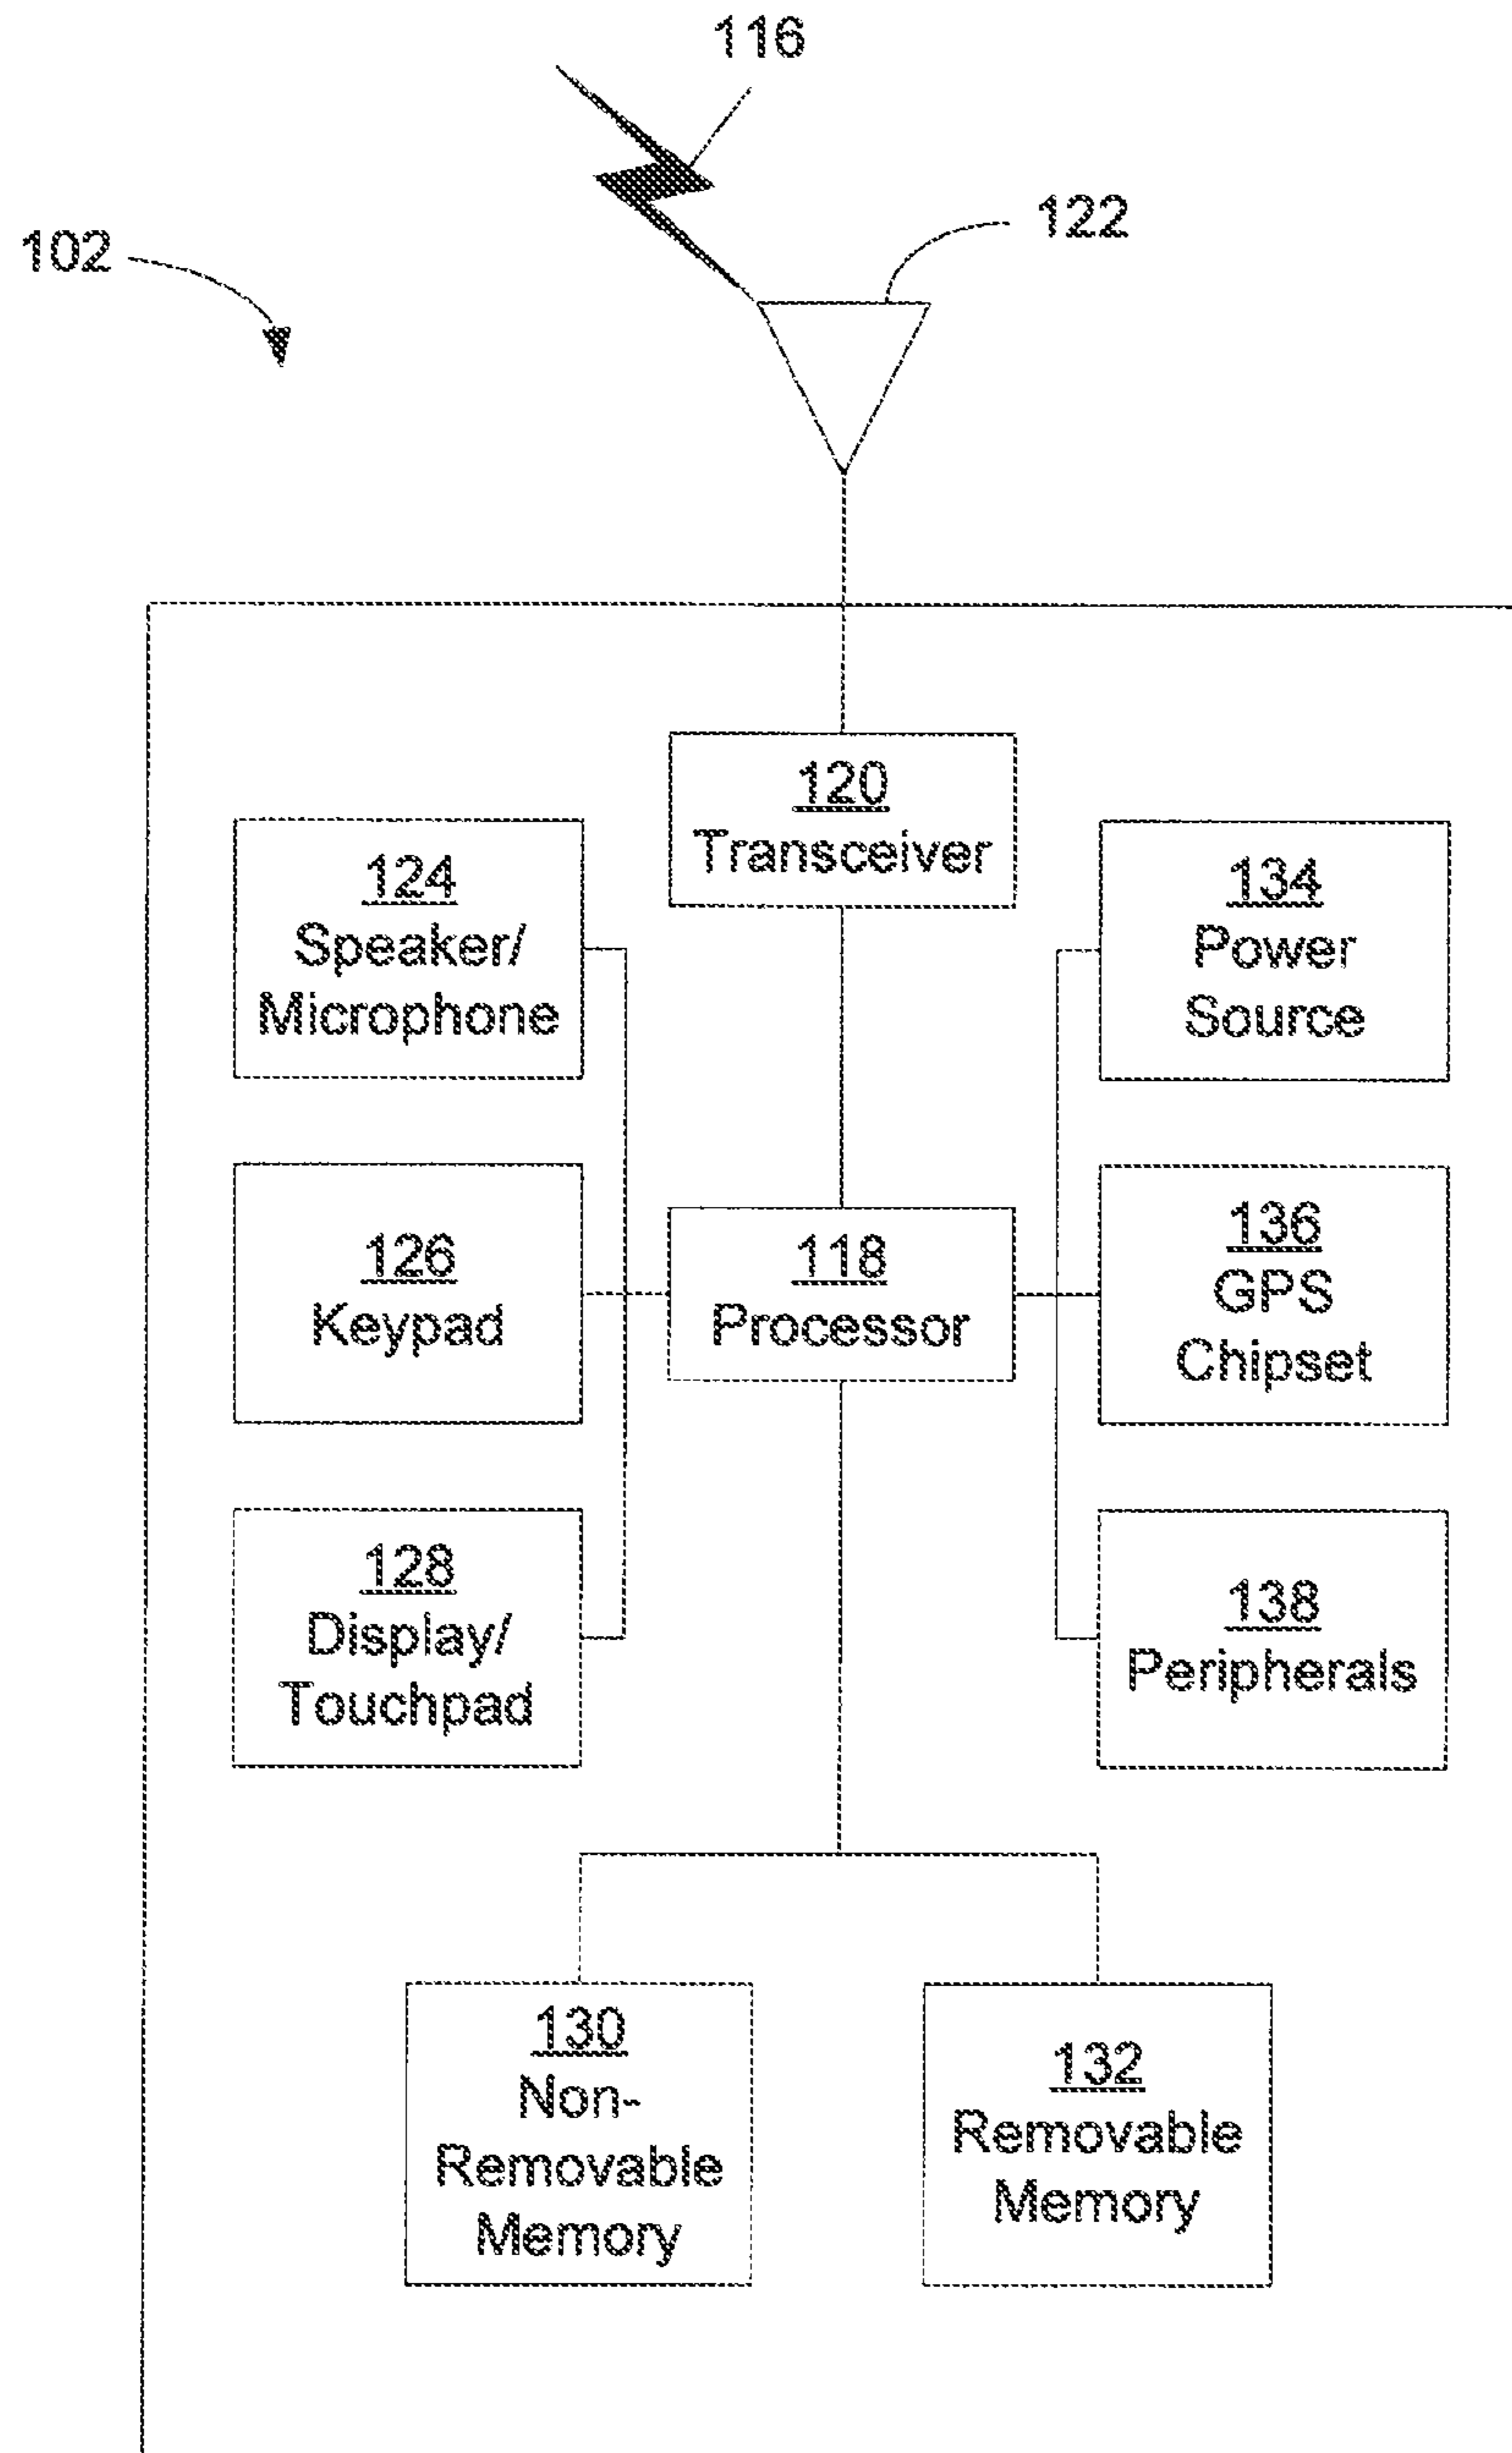 116
122
102
120
Transceiver
124
Speaker/
Microphone
134
Power
Source
126
Keypad
118
Processor
136
GPS
Chipset
128
Display/
Touchpad
138
Peripherals
130
Non-
Removable
Memory
132
Removable
Memory